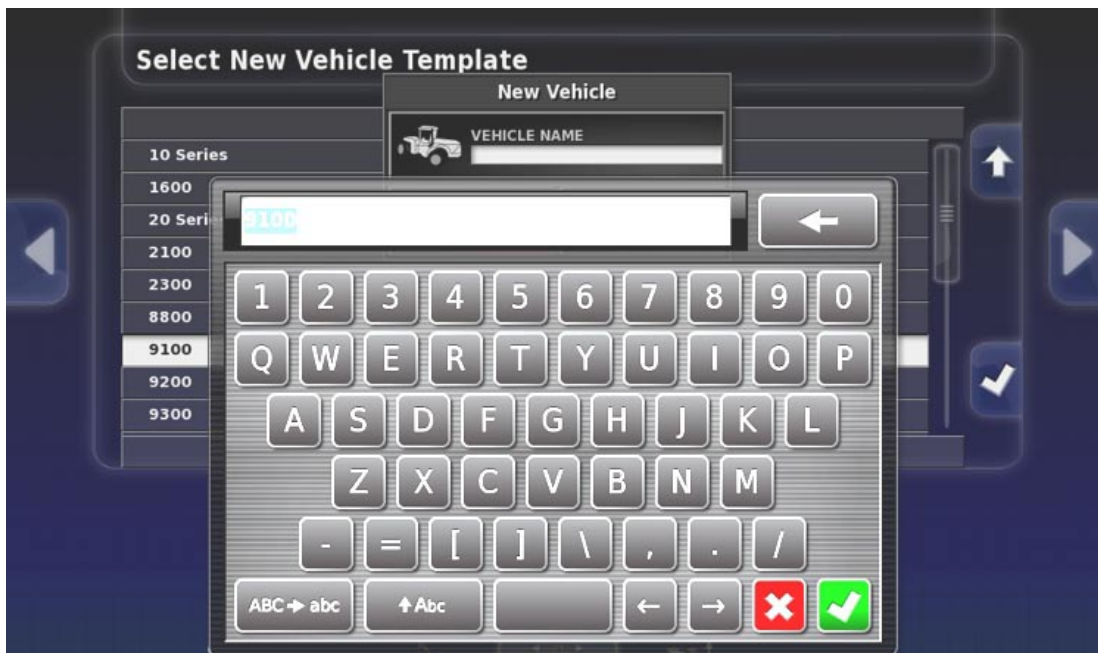 Select New Vehicle Template
New Vehicle
VEHICLE NAME
10 Series
1600
20 Seri
2100
2300
8800
9100
9200
9300
9100
1 2 3 4 5 6 7 8 9 0
Q W E R T Y U I O P
A S D F G H J K L
Z X C V B N M
- = [ ] \ , . /
ABC → abc ↑ Abc ← →